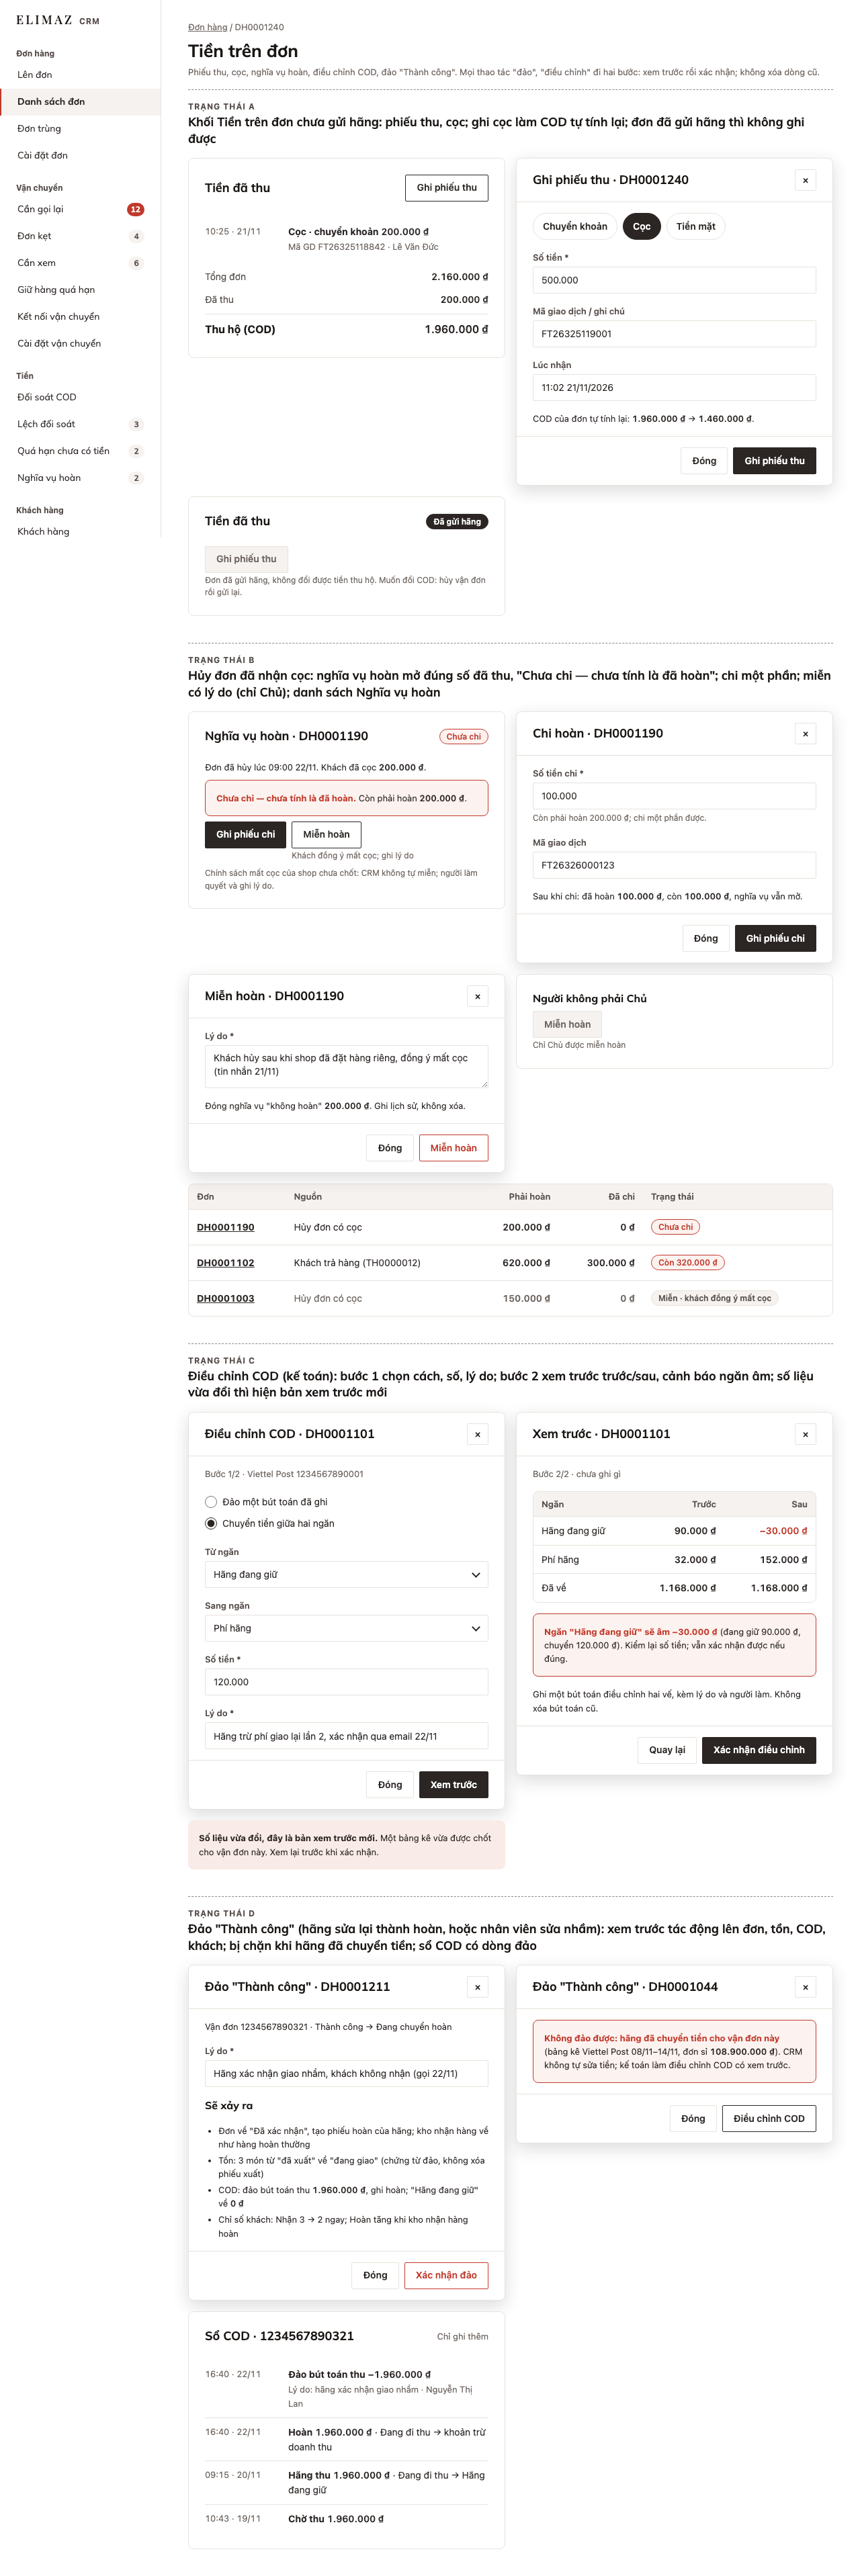 ELIMAZ CRM
Đơn hàng
Lên đơn
Danh sách đơn
Đơn trùng
Cài đặt đơn
Vận chuyển
Cần gọi lại 12
Đơn kẹt 4
Cần xem 6
Giữ hàng quá hạn
Kết nối vận chuyển
Cài đặt vận chuyển
Tiền
Đối soát COD
Lệch đối soát 3
Quá hạn chưa có tiền 2
Nghĩa vụ hoàn 2
Khách hàng
Khách hàng
Đơn hàng / DH0001240
Tiền trên đơn
Phiếu thu, cọc, nghĩa vụ hoàn, điều chỉnh COD, đảo "Thành công". Mọi thao tác "đảo", "điều chỉnh" đi hai bước: xem trước rồi xác nhận; không xóa dòng cũ.
TRẠNG THÁI A
Khối Tiền trên đơn chưa gửi hãng: phiếu thu, cọc; ghi cọc làm COD tự tính lại; đơn đã gửi hãng thì không ghi
được
Tiền đã thu
Ghi phiếu thu
10:25 · 21/11
Cọc · chuyển khoản 200.000 ₫
Mã GD FT26325118842 · Lê Văn Đức
Tổng đơn 2.160.000 ₫
Đã thu 200.000 ₫
Thu hộ (COD) 1.960.000 ₫
Ghi phiếu thu · DH0001240
×
Chuyển khoản Cọc Tiền mặt
Số tiền *
500.000
Mã giao dịch / ghi chú
FT26325119001
Lúc nhận
11:02 21/11/2026
COD của đơn tự tính lại: 1.960.000 ₫ → 1.460.000 ₫.
Đóng Ghi phiếu thu
Tiền đã thu
Đã gửi hãng
Ghi phiếu thu
Đơn đã gửi hãng, không đổi được tiền thu hộ. Muốn đổi COD: hủy vận đơn
rồi gửi lại.
TRẠNG THÁI B
Hủy đơn đã nhận cọc: nghĩa vụ hoàn mở đúng số đã thu, "Chưa chi — chưa tính là đã hoàn"; chi một phần; miễn
có lý do (chỉ Chủ); danh sách Nghĩa vụ hoàn
Nghĩa vụ hoàn · DH0001190
Chưa chi
Đơn đã hủy lúc 09:00 22/11. Khách đã cọc 200.000 ₫.
Chưa chi — chưa tính là đã hoàn. Còn phải hoàn 200.000 ₫.
Ghi phiếu chi Miễn hoàn
Khách đồng ý mất cọc; ghi lý do
Chính sách mất cọc của shop chưa chốt: CRM không tự miễn; người làm
quyết và ghi lý do.
Chi hoàn · DH0001190
×
Số tiền chi *
100.000
Còn phải hoàn 200.000 ₫; chi một phần được.
Mã giao dịch
FT26326000123
Sau khi chi: đã hoàn 100.000 ₫, còn 100.000 ₫, nghĩa vụ vẫn mở.
Đóng Ghi phiếu chi
Miễn hoàn · DH0001190
×
Lý do *
Khách hủy sau khi shop đã đặt hàng riêng, đồng ý mất cọc
(tin nhắn 21/11)
Đóng nghĩa vụ "không hoàn" 200.000 ₫. Ghi lịch sử, không xóa.
Đóng Miễn hoàn
Người không phải Chủ
Miễn hoàn
Chỉ Chủ được miễn hoàn
Đơn Nguồn Phải hoàn Đã chi Trạng thái
DH0001190 Hủy đơn có cọc 200.000 ₫ 0 ₫ Chưa chi
DH0001102 Khách trả hàng (TH0000012) 620.000 ₫ 300.000 ₫ Còn 320.000 ₫
DH0001003 Hủy đơn có cọc 150.000 ₫ 0 ₫ Miễn · khách đồng ý mất cọc
TRẠNG THÁI C
Điều chỉnh COD (kế toán): bước 1 chọn cách, số, lý do; bước 2 xem trước trước/sau, cảnh báo ngăn âm; số liệu
vừa đổi thì hiện bản xem trước mới
Điều chỉnh COD · DH0001101
×
Bước 1/2 · Viettel Post 1234567890001
Đảo một bút toán đã ghi
Chuyển tiền giữa hai ngăn
Từ ngăn
Hãng đang giữ
Sang ngăn
Phí hãng
Số tiền *
120.000
Lý do *
Hãng trừ phí giao lại lần 2, xác nhận qua email 22/11
Đóng Xem trước
Xem trước · DH0001101
×
Bước 2/2 · chưa ghi gì
Ngăn Trước Sau
Hãng đang giữ 90.000 ₫ −30.000 ₫
Phí hãng 32.000 ₫ 152.000 ₫
Đã về 1.168.000 ₫ 1.168.000 ₫
Ngăn "Hãng đang giữ" sẽ âm −30.000 ₫ (đang giữ 90.000 ₫,
chuyển 120.000 ₫). Kiểm lại số tiền; vẫn xác nhận được nếu
đúng.
Ghi một bút toán điều chỉnh hai vế, kèm lý do và người làm. Không
xóa bút toán cũ.
Quay lại Xác nhận điều chỉnh
Số liệu vừa đổi, đây là bản xem trước mới. Một bảng kê vừa được chốt
cho vận đơn này. Xem lại trước khi xác nhận.
TRẠNG THÁI D
Đảo "Thành công" (hãng sửa lại thành hoàn, hoặc nhân viên sửa nhầm): xem trước tác động lên đơn, tồn, COD,
khách; bị chặn khi hãng đã chuyển tiền; sổ COD có dòng đảo
Đảo "Thành công" · DH0001211
×
Vận đơn 1234567890321 · Thành công → Đang chuyển hoàn
Lý do *
Hãng xác nhận giao nhầm, khách không nhận (gọi 22/11)
Sẽ xảy ra
• Đơn về "Đã xác nhận", tạo phiếu hoàn của hãng; kho nhận hàng về
như hàng hoàn thường
• Tồn: 3 món từ "đã xuất" về "đang giao" (chứng từ đảo, không xóa
phiếu xuất)
• COD: đảo bút toán thu 1.960.000 ₫, ghi hoàn; "Hãng đang giữ"
về 0 ₫
• Chỉ số khách: Nhận 3 → 2 ngay; Hoàn tăng khi kho nhận hàng
hoàn
Đóng Xác nhận đảo
Đảo "Thành công" · DH0001044
×
Không đảo được: hãng đã chuyển tiền cho vận đơn này
(bảng kê Viettel Post 08/11–14/11, đơn sỉ 108.900.000 ₫). CRM
không tự sửa tiền; kế toán làm điều chỉnh COD có xem trước.
Đóng Điều chỉnh COD
Sổ COD · 1234567890321
Chỉ ghi thêm
16:40 · 22/11
Đảo bút toán thu −1.960.000 ₫
Lý do: hãng xác nhận giao nhầm · Nguyễn Thị
Lan
16:40 · 22/11
Hoàn 1.960.000 ₫ · Đang đi thu → khoản trừ
doanh thu
09:15 · 20/11
Hãng thu 1.960.000 ₫ · Đang đi thu → Hãng
đang giữ
10:43 · 19/11
Chờ thu 1.960.000 ₫